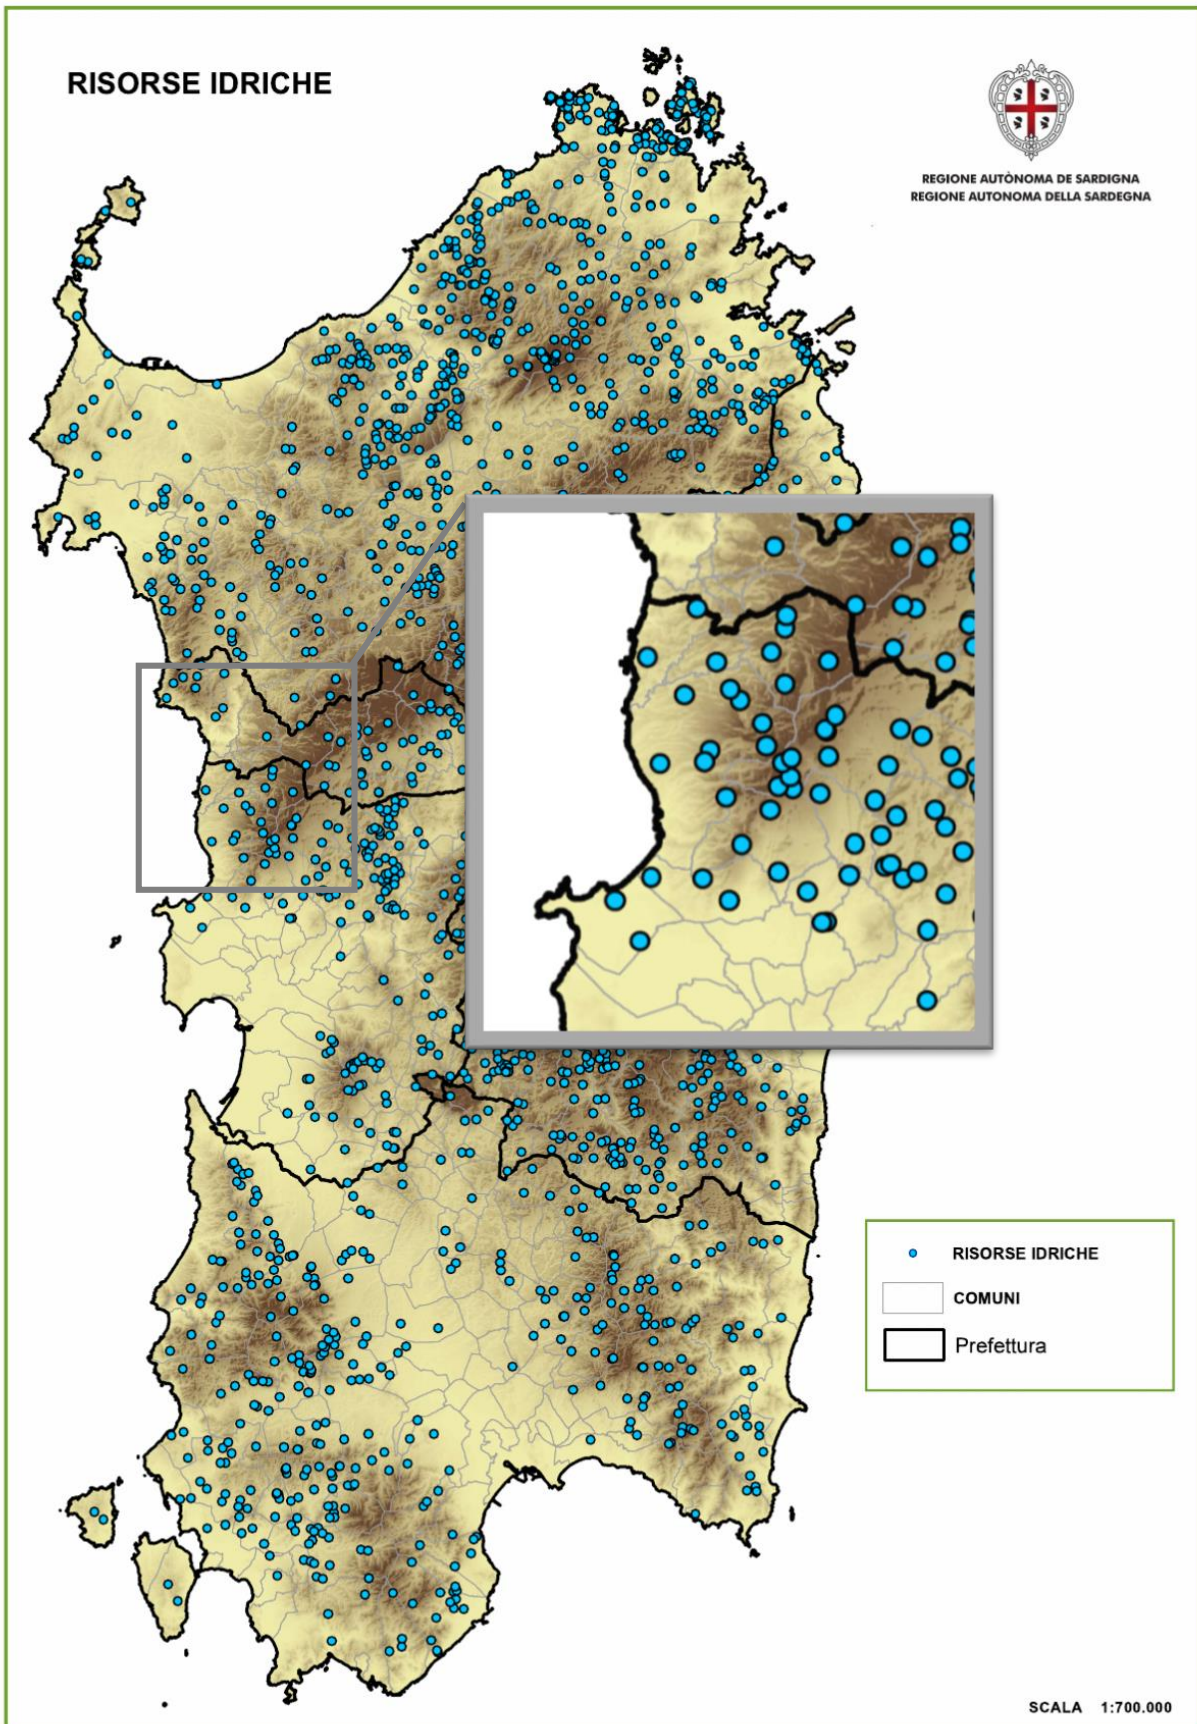 RISORSE IDRICHE
REGIONE AUTÒNOMA DE SARDIGNA
REGIONE AUTONOMA DELLA SARDEGNA
RISORSE IDRICHE
COMUNI
Prefettura
SCALA 1:700.000